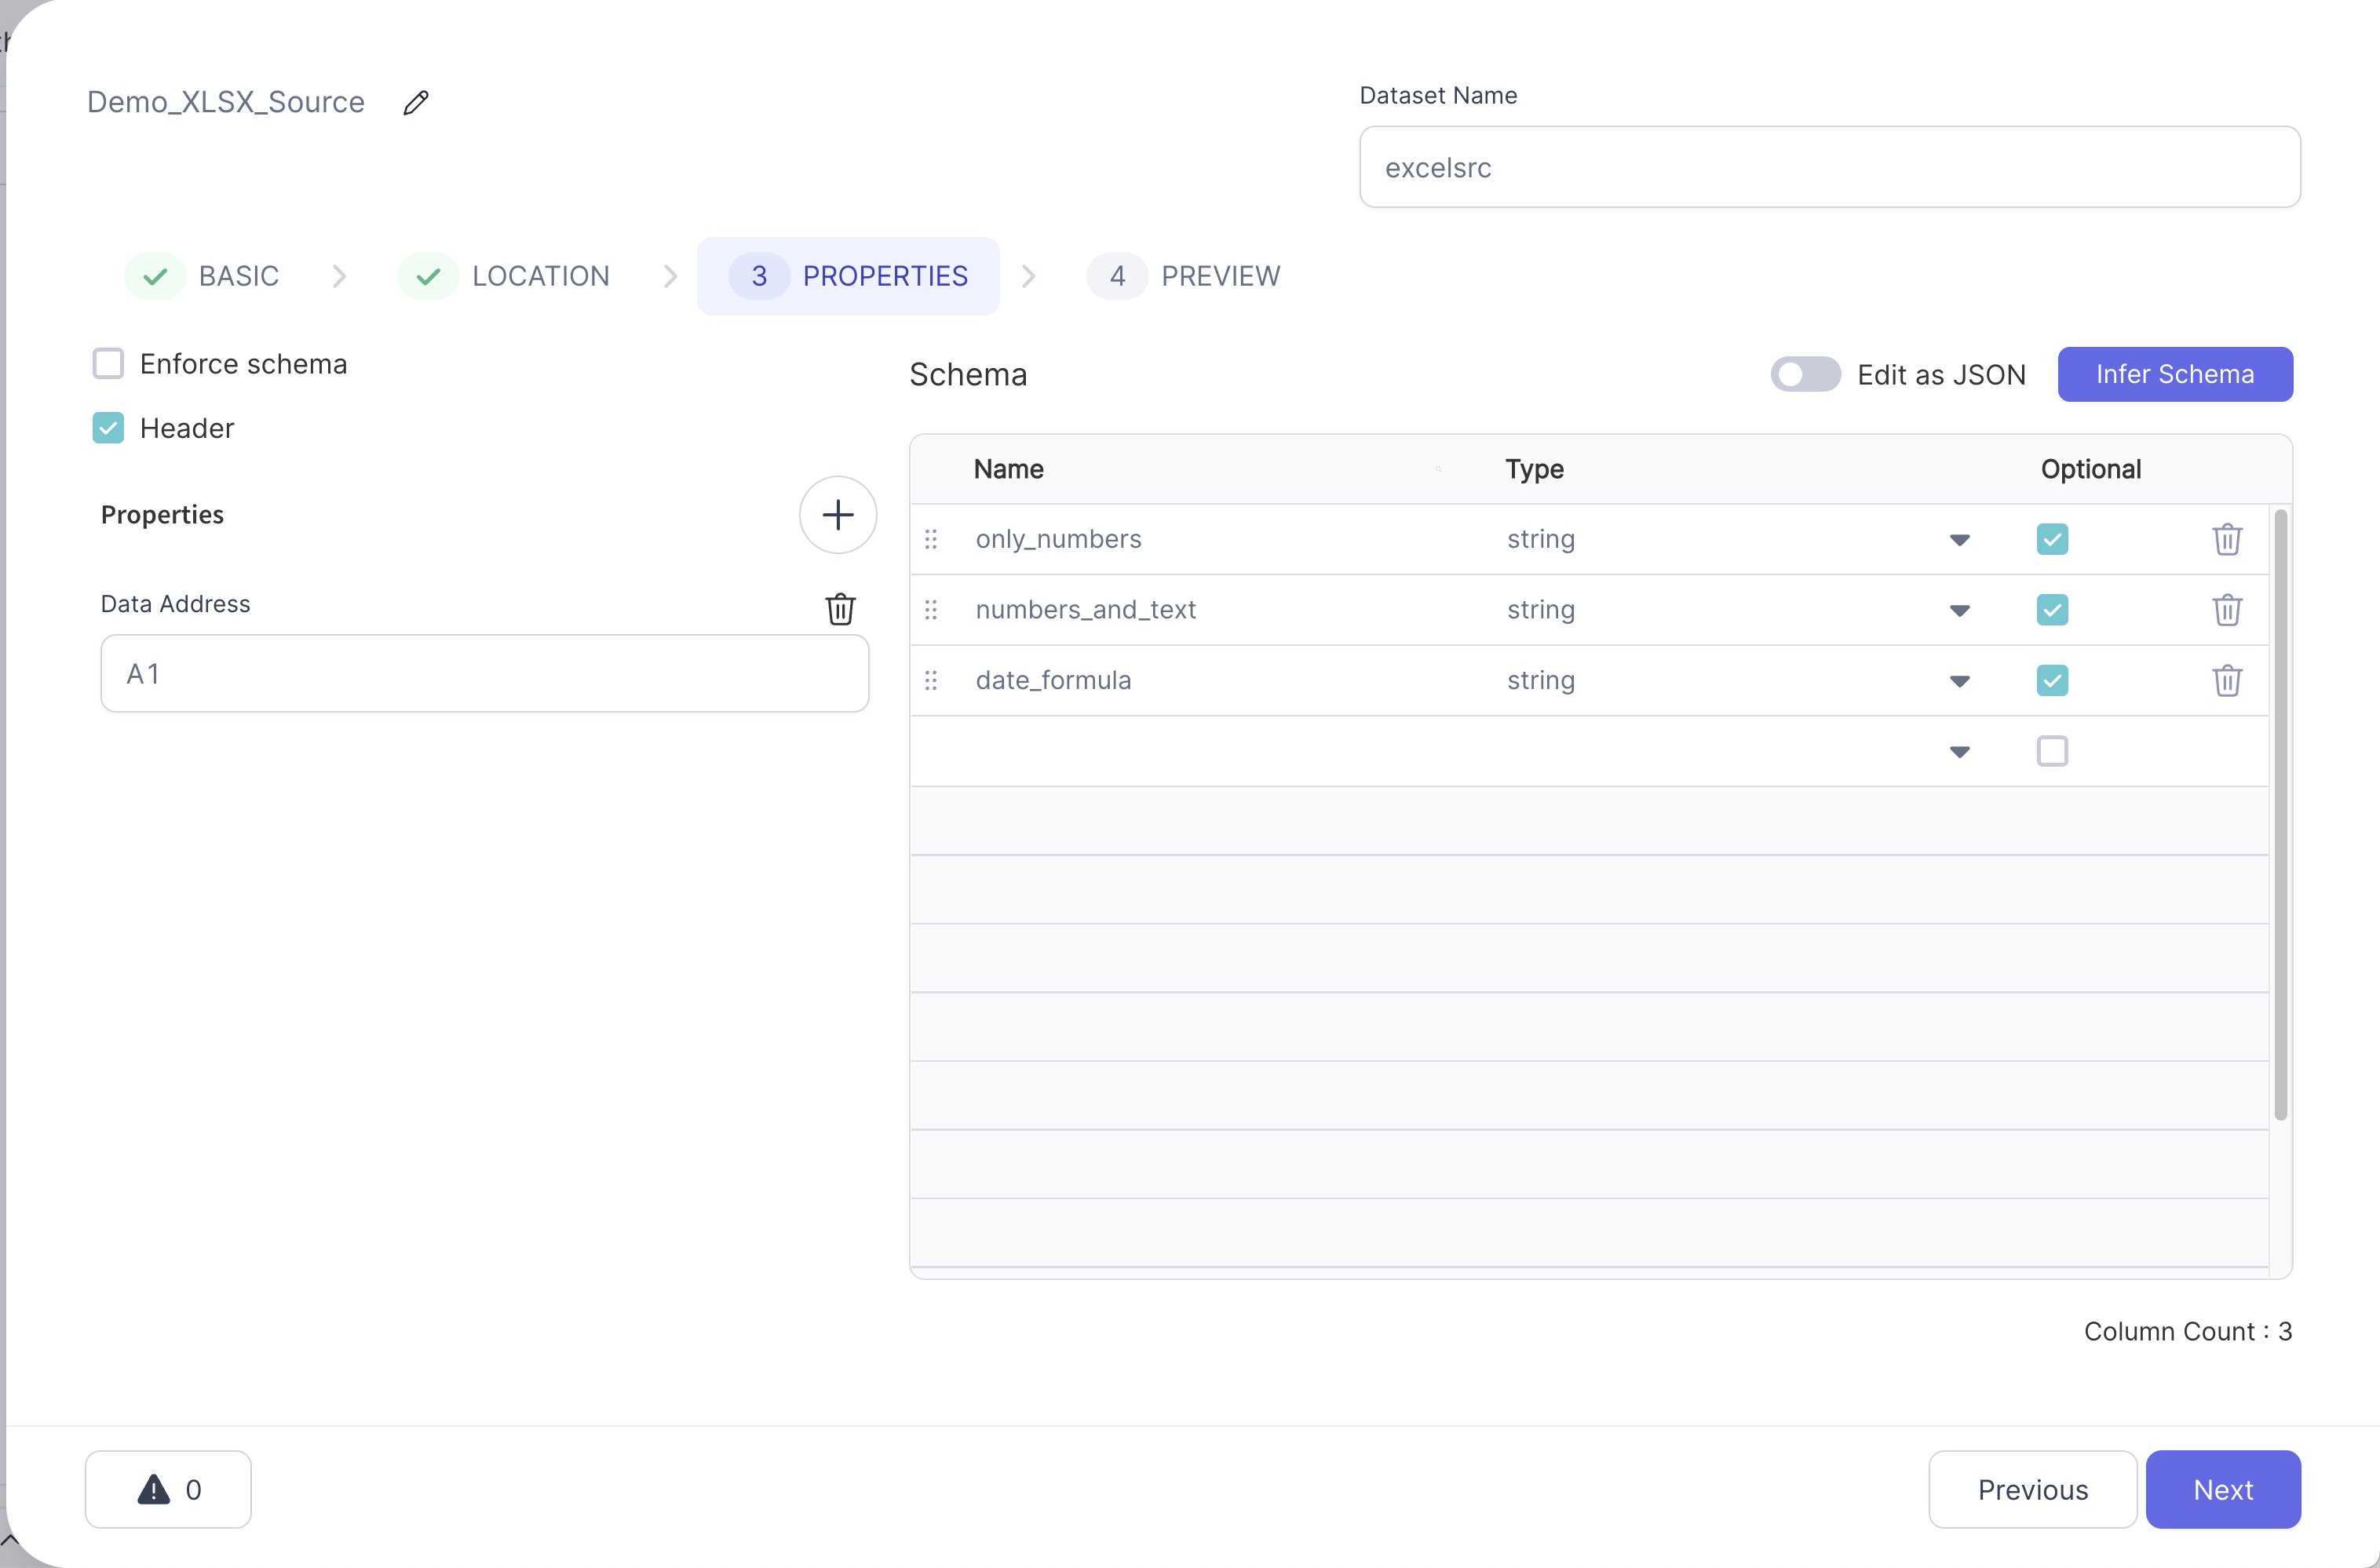 Demo_XLSX_Source
Dataset Name
excelsrc
BASIC
LOCATION
3 PROPERTIES
4 PREVIEW
Enforce schema
Header
Properties
Data Address
A1
Schema
Edit as JSON
Infer Schema
Name Type Optional
only_numbers string
numbers_and_text string
date_formula string
Column Count : 3
0
Previous
Next